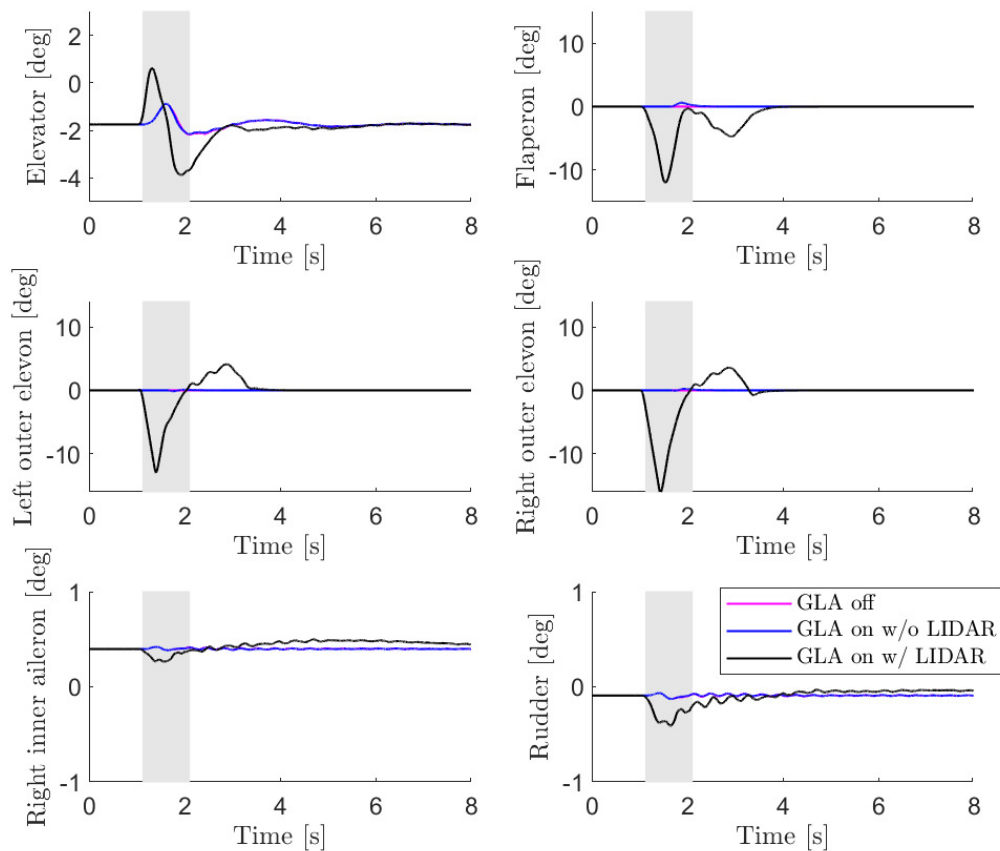 Elevator [deg]
2
0
-2
-4
0 2 4 6 8
Time [s]
Flaperon [deg]
10
0
-10
0 2 4 6 8
Time [s]
Left outer elevon [deg]
10
0
-10
0 2 4 6 8
Time [s]
Right outer elevon [deg]
10
0
-10
0 2 4 6 8
Time [s]
Right inner aileron [deg]
1
0
-1
0 2 4 6 8
Time [s]
Rudder [deg]
1
0
-1
0 2 4 6 8
Time [s]
GLA off
GLA on w/o LIDAR
GLA on w/ LIDAR